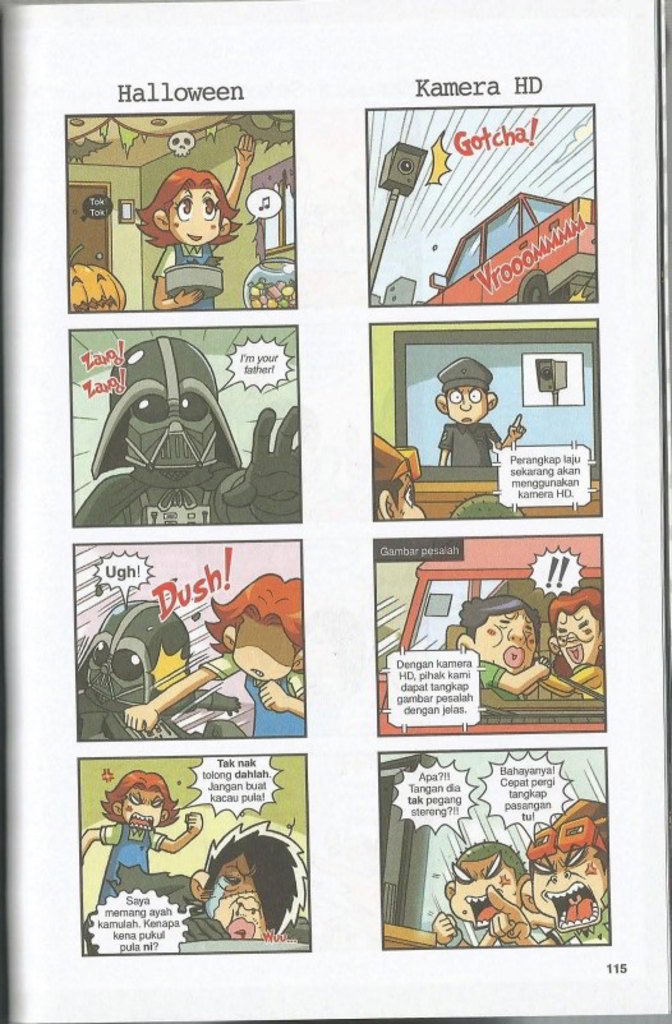 Halloween
Tok!
Tok!
Zang!
Zang!
I'm your
father!
Ugh!
Dush!
Tak nak
tolong dahlah.
Jangan buat
kacau pula!
Saya
memang ayah
kamulah. Kenapa
kena pukul
pula ni?
Wuu...
Kamera HD
Gotcha!
Vrooommmm
Perangkap laju
sekarang akan
menggunakan
kamera HD.
Gambar pesalah
!!
Dengan kamera
HD, pihak kami
dapat tangkap
gambar pesalah
dengan jelas.
Apa?!!
Tangan dia
tak pegang
stereng?!!
Bahayanya!
Cepat pergi
tangkap
pasangan
tu!
115